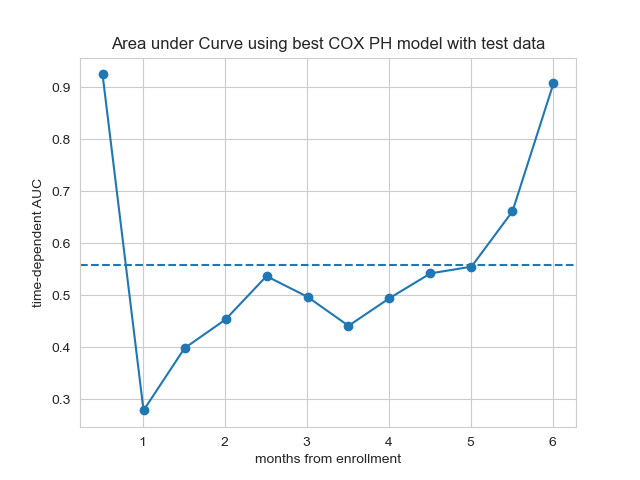 Area under Curve using best COX PH model with test data
time-dependent AUC
0.9
0.8
0.7
0.6
0.5
0.4
0.3
1 2 3 4 5 6
months from enrollment